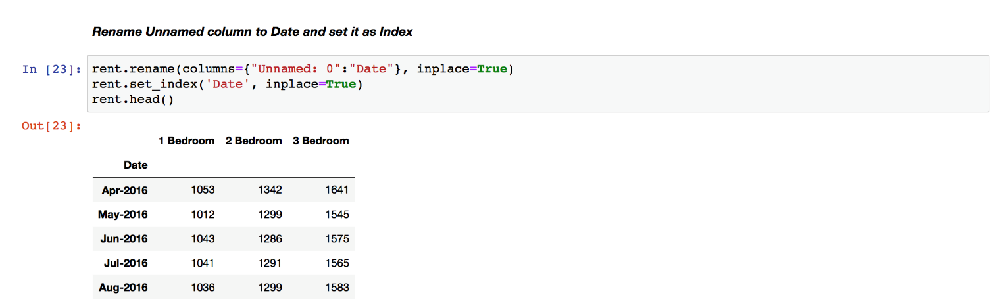 Rename Unnamed column to Date and set it as Index
In [23]: rent.rename(columns={"Unnamed: 0":"Date"}, inplace=True)
rent.set_index('Date', inplace=True)
rent.head()
Out[23]:
1 Bedroom 2 Bedroom 3 Bedroom
Date
Apr-2016 1053 1342 1641
May-2016 1012 1299 1545
Jun-2016 1043 1286 1575
Jul-2016 1041 1291 1565
Aug-2016 1036 1299 1583